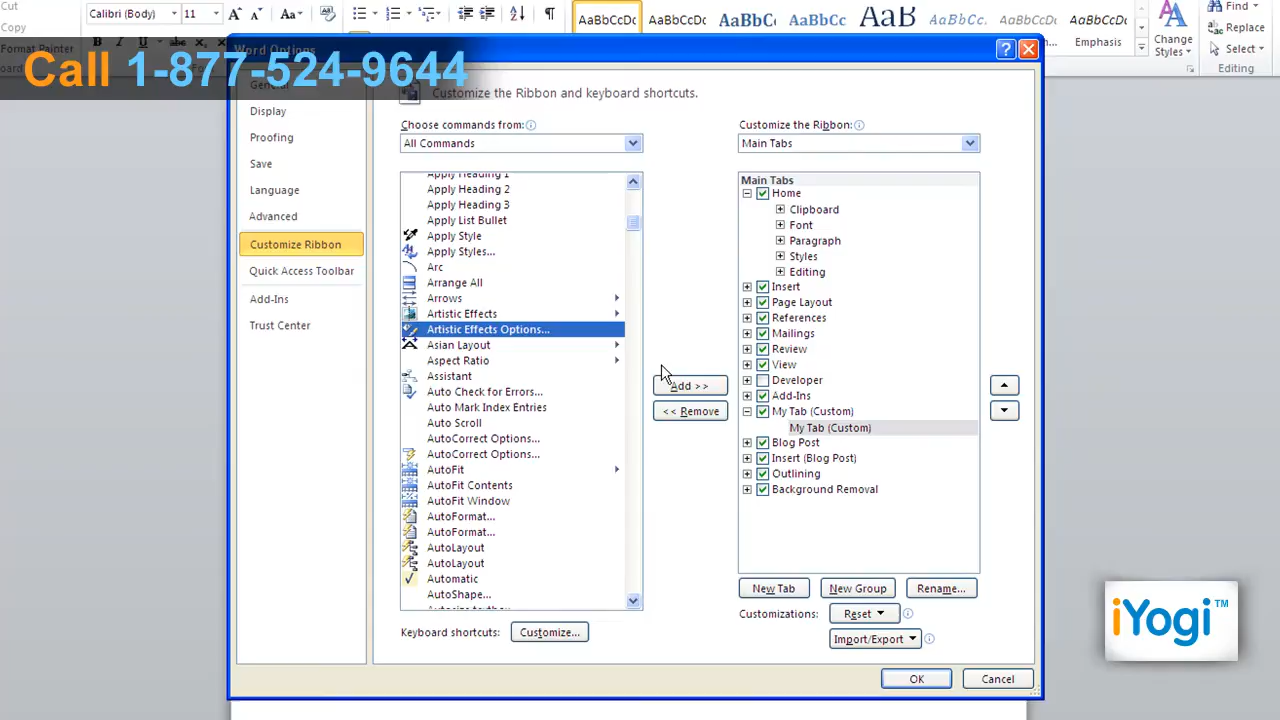 Cut
Copy
Format Painter
Calibri (Body)
11
Aa
AaBbCcDc
AaBbCcDc
AaBbC
AaBbCc
AaB
AaBbCc
AaBbCcDc
AaBbCcDc
Emphasis
Change
Styles
Find
Replace
Select
Editing
Word Options
Call 1-877-524-9644
General
Display
Proofing
Save
Language
Advanced
Customize Ribbon
Quick Access Toolbar
Add-Ins
Trust Center
Customize the Ribbon and keyboard shortcuts.
Choose commands from:
All Commands
Apply Heading 1
Apply Heading 2
Apply Heading 3
Apply List Bullet
Apply Style
Apply Styles...
Arc
Arrange All
Arrows
Artistic Effects
Artistic Effects Options...
Asian Layout
Aspect Ratio
Assistant
Auto Check for Errors...
Auto Mark Index Entries
Auto Scroll
AutoCorrect Options...
AutoCorrect Options...
AutoFit
AutoFit Contents
AutoFit Window
AutoFormat...
AutoFormat...
AutoLayout
AutoLayout
Automatic
AutoShape...
Keyboard shortcuts:
Customize...
Add >>
<< Remove
Customize the Ribbon:
Main Tabs
Main Tabs
Home
Clipboard
Font
Paragraph
Styles
Editing
Insert
Page Layout
References
Mailings
Review
View
Developer
Add-Ins
My Tab (Custom)
My Tab (Custom)
Blog Post
Insert (Blog Post)
Outlining
Background Removal
New Tab
New Group
Rename...
Customizations:
Reset
Import/Export
OK
Cancel
iYogi™